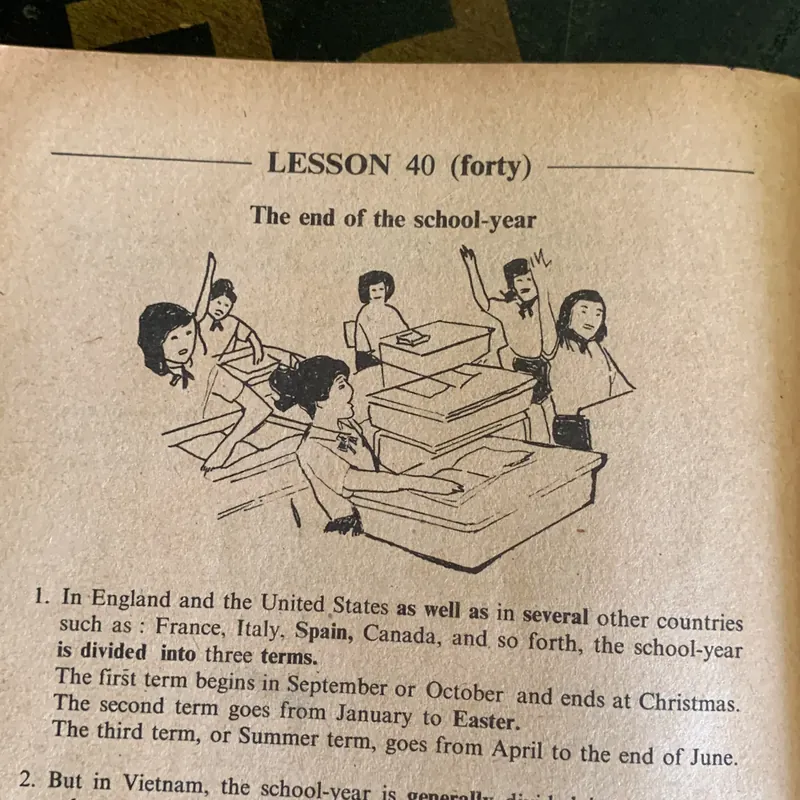 LESSON 40 (forty)
The end of the school-year
1. In England and the United States as well as in several other countries
such as : France, Italy, Spain, Canada, and so forth, the school-year
is divided into three terms.
The first term begins in September or October and ends at Christmas.
The second term goes from January to Easter.
The third term, or Summer term, goes from April to the end of June.
2. But in Vietnam, the school-year is generally